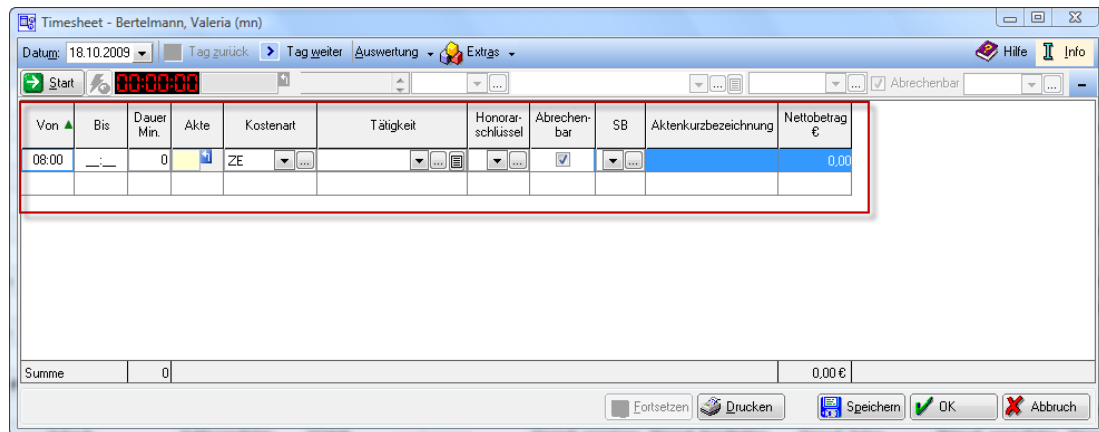 Timesheet - Bertelmann, Valeria (mn)
Datum: 18.10.2009 Tag zurück Tag weiter Auswertung Extras Hilfe Info
Start 00:00:00 ... ... ... Abrechenbar ...
Von Bis Dauer Min. Akte Kostenart Tätigkeit Honorar-schlüssel Abrechen-bar SB Aktenkurzbezeichnung Nettobetrag €
08:00 __:__ 0 ZE ... ... ... ... 0,00
Summe 0 0,00 €
Fortsetzen Drucken Speichern OK Abbruch